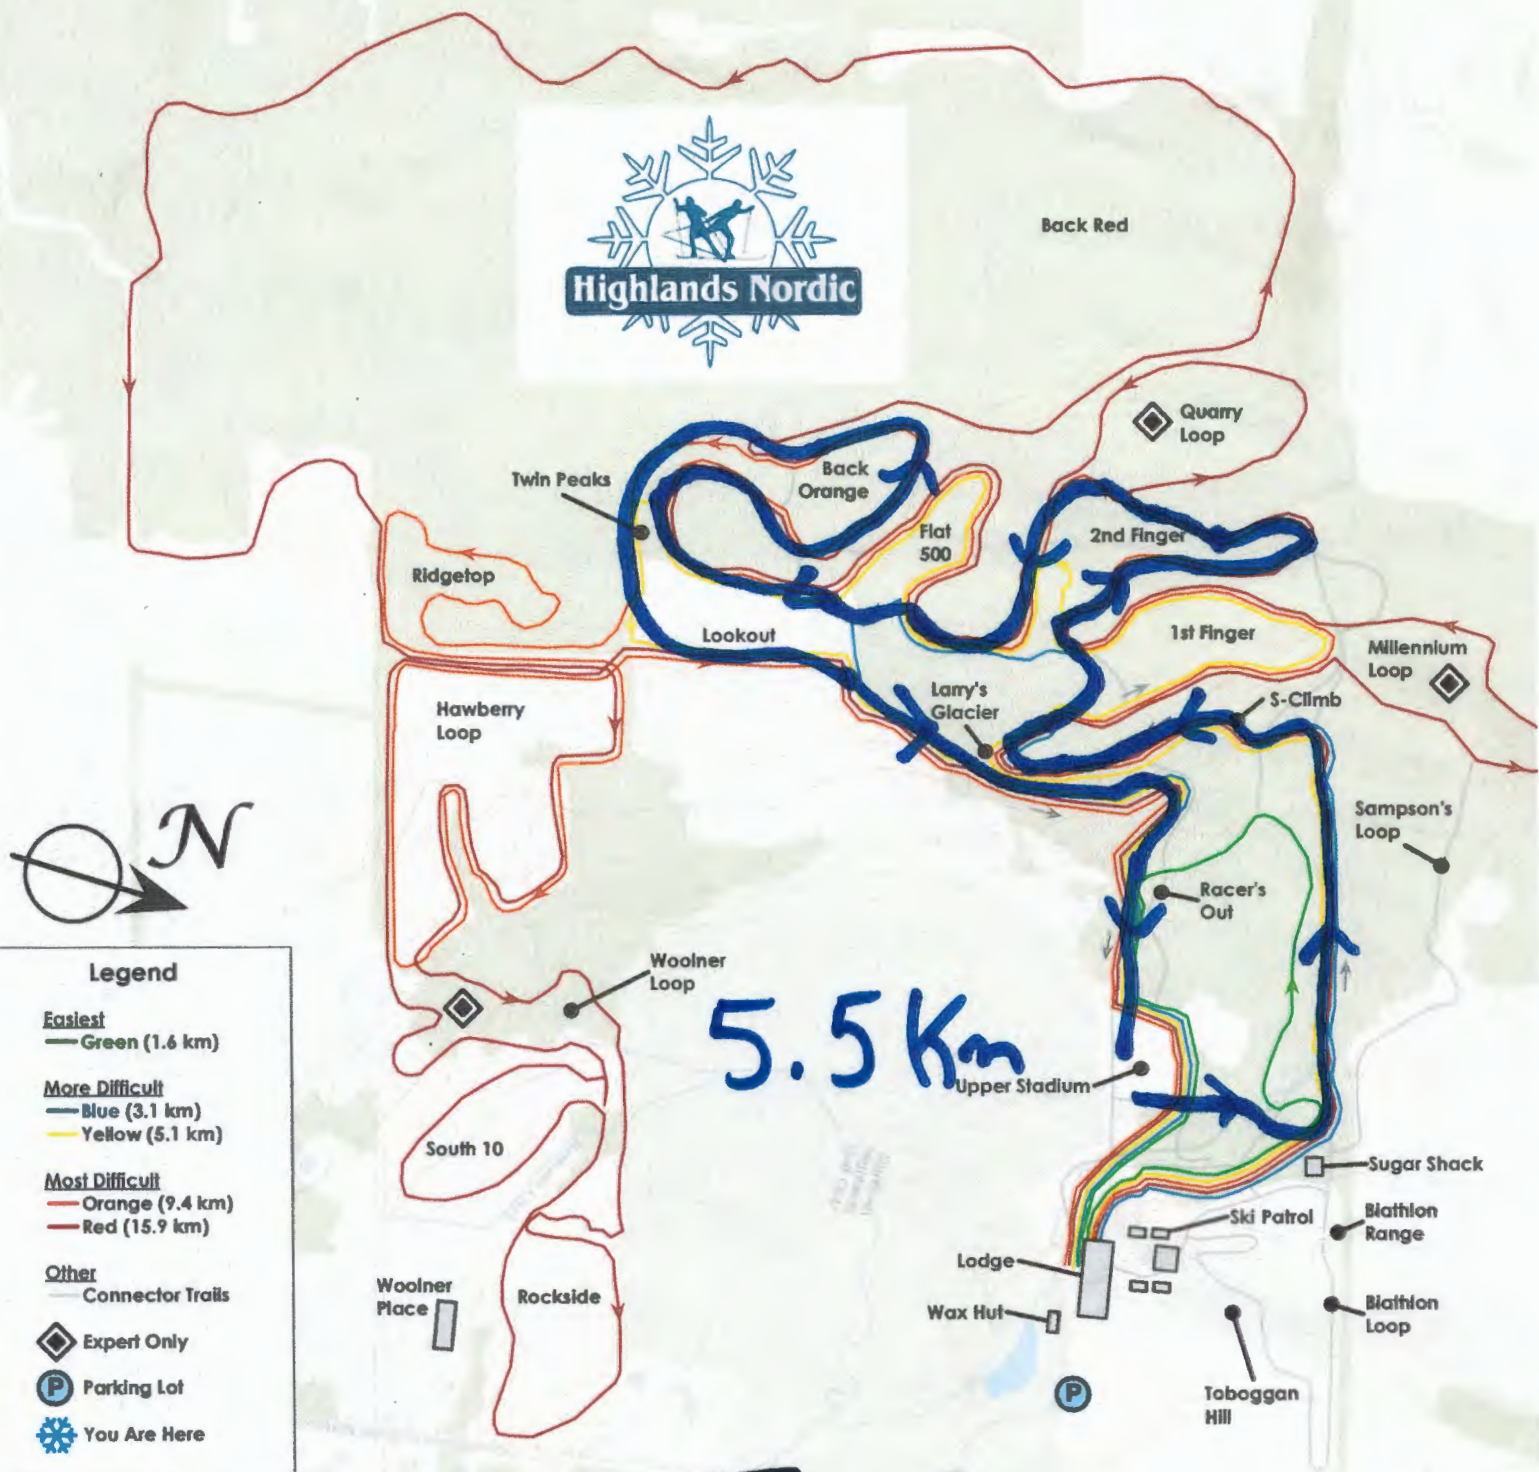 Back Red
Highlands Nordic
Quarry
Loop
Back
Orange
Twin Peaks
Flat
500
2nd Finger
Ridgetop
1st Finger
Lookout
Millennium
Loop
Larry's
Glacier
S-Climb
Hawberry
Loop
N
Sampson's
Loop
Racer's
Out
Woolner
Loop
5.5 Km
Upper Stadium
South 10
Sugar Shack
Ski Patrol
Biathlon
Range
Lodge
Woolner
Place
Rockside
Wax Hut
Biathlon
Loop
P
Toboggan
Hill
Legend
Easiest
Green (1.6 km)
More Difficult
Blue (3.1 km)
Yellow (5.1 km)
Most Difficult
Orange (9.4 km)
Red (15.9 km)
Other
Connector Trails
Expert Only
P Parking Lot
You Are Here